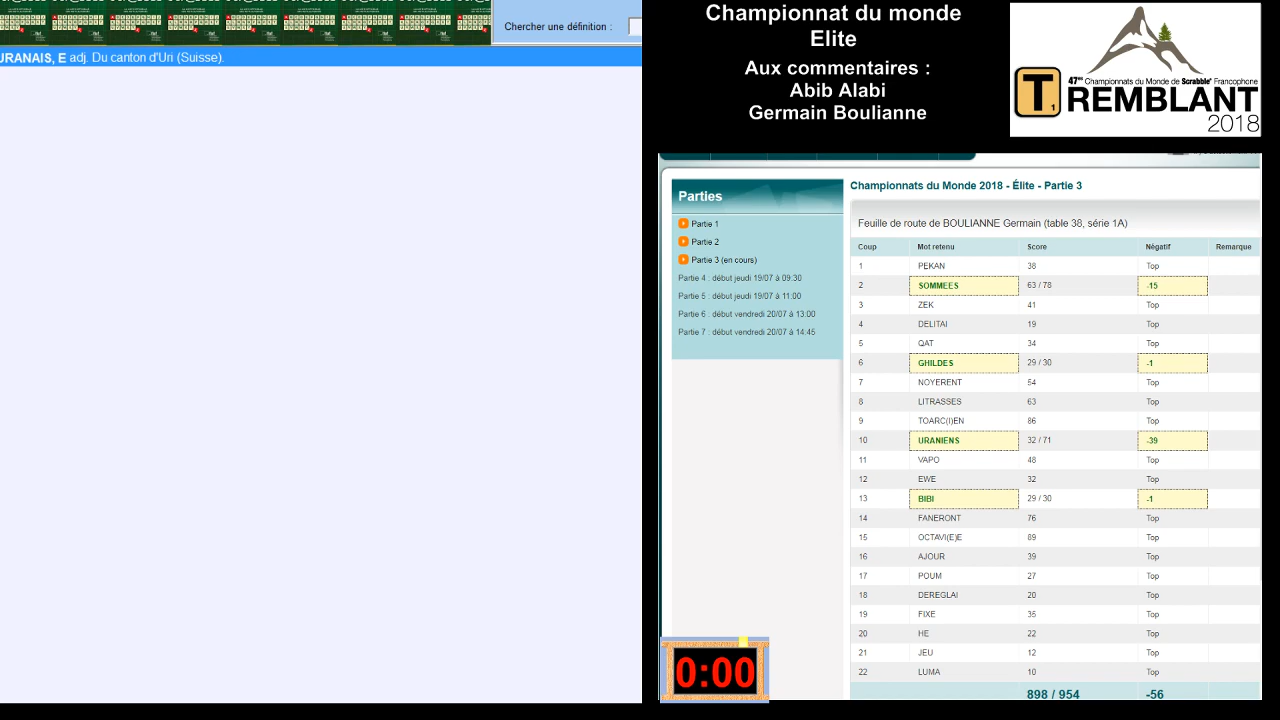 Chercher une définition :
URANAIS, E adj. Du canton d'Uri (Suisse).
Championnat du monde
Elite
Aux commentaires :
Abib Alabi
Germain Boulianne
47es Championnats du Monde de Scrabble® Francophone
T1
REMBLANT
2018
Parties
Partie 1
Partie 2
Partie 3 (en cours)
Partie 4 : début jeudi 19/07 à 09:30
Partie 5 : début jeudi 19/07 à 11:00
Partie 6 : début vendredi 20/07 à 13:00
Partie 7 : début vendredi 20/07 à 14:45
Championnats du Monde 2018 - Élite - Partie 3
Feuille de route de BOULIANNE Germain (table 38, série 1A)
Coup Mot retenu Score Négatif Remarque
1 PEKAN 38 Top
2 SOMMEES 63 / 78 -15
3 ZEK 41 Top
4 DELITAI 19 Top
5 QAT 34 Top
6 GHILDES 29 / 30 -1
7 NOYERENT 54 Top
8 LITRASSES 63 Top
9 TOARC(I)EN 86 Top
10 URANIENS 32 / 71 -39
11 VAPO 48 Top
12 EWE 32 Top
13 BIBI 29 / 30 -1
14 FANERONT 76 Top
15 OCTAVI(E)E 89 Top
16 AJOUR 39 Top
17 POUM 27 Top
18 DEREGLAI 20 Top
19 FIXE 35 Top
20 HE 22 Top
21 JEU 12 Top
22 LUMA 10 Top
898 / 954 -56
0:00